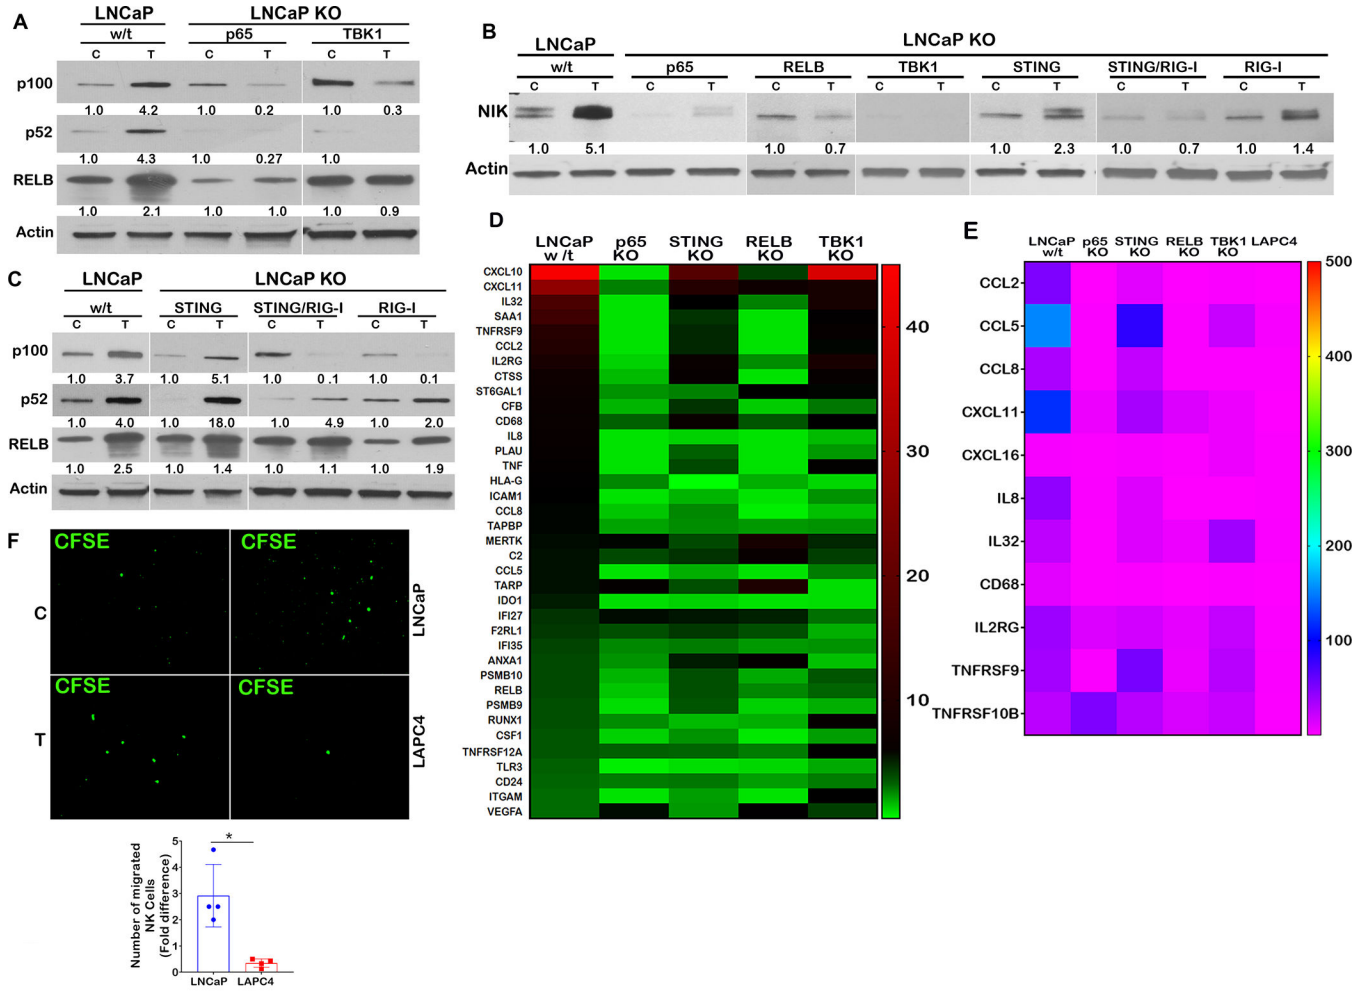 A
LNCaP LNCaP KO
w/t p65 TBK1
C T C T C T
p100
1.0 4.2 1.0 0.2 1.0 0.3
p52
1.0 4.3 1.0 0.27 1.0
RELB
1.0 2.1 1.0 1.0 1.0 0.9
Actin
B
LNCaP LNCaP KO
w/t p65 RELB TBK1 STING STING/RIG-I RIG-I
C T C T C T C T C T C T C T
NIK
1.0 5.1 1.0 0.7 1.0 2.3 1.0 0.7 1.0 1.4
Actin
C
LNCaP LNCaP KO
w/t STING STING/RIG-I RIG-I
C T C T C T C T
p100
1.0 3.7 1.0 5.1 1.0 0.1 1.0 0.1
p52
1.0 4.0 1.0 18.0 1.0 4.9 1.0 2.0
RELB
1.0 2.5 1.0 1.4 1.0 1.1 1.0 1.9
Actin
D
LNCaP p65 STING RELB TBK1
w /t KO KO KO KO
CXCL10
CXCL11
IL32
SAA1
TNFRSF9
CCL2
IL2RG
CTSS
ST6GAL1
CFB
CD68
IL8
PLAU
TNF
HLA-G
ICAM1
CCL8
TAPBP
MERTK
C2
CCL5
TARP
IDO1
IFI27
F2RL1
IFI35
ANXA1
PSMB10
RELB
PSMB9
RUNX1
CSF1
TNFRSF12A
TLR3
CD24
ITGAM
VEGFA
40
30
20
10
E
LNCaP p65 STING RELB TBK1 LAPC4
w/t KO KO KO KO
CCL2
CCL5
CCL8
CXCL11
CXCL16
IL8
IL32
CD68
IL2RG
TNFRSF9
TNFRSF10B
500
400
300
200
100
F
CFSE CFSE
C
LNCaP
CFSE CFSE
T
LAPC4
Number of migrated
NK Cells
(Fold difference)
5
4
3
2
1
0
*
LNCaP LAPC4